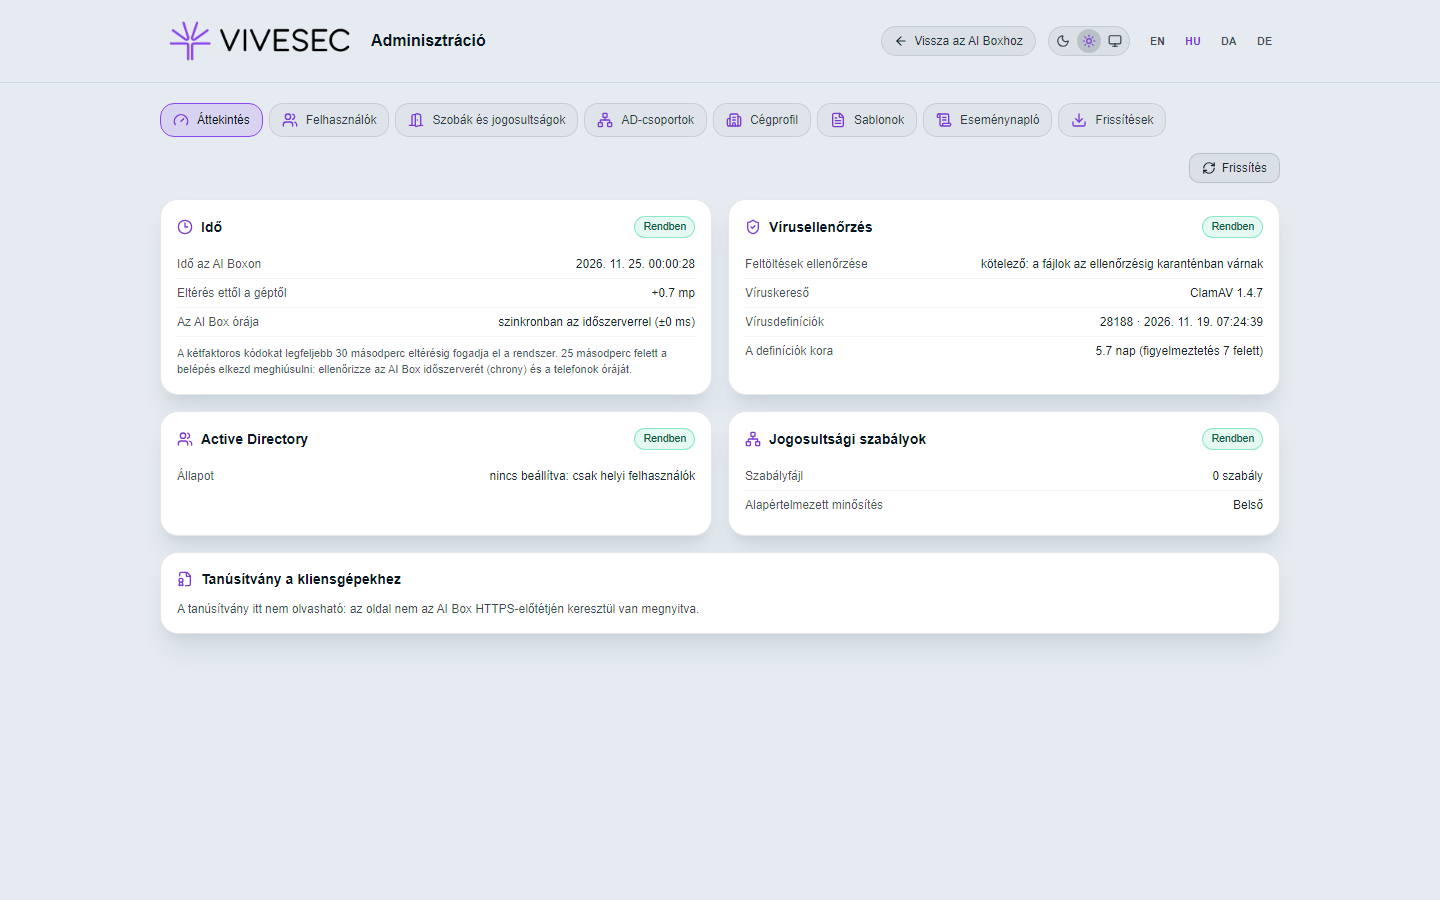 VIVESEC Adminisztráció
Vissza az AI Boxhoz
EN HU DA DE
Áttekintés Felhasználók Szobák és jogosultságok AD-csoportok Cégprofil Sablonok Eseménynapló Frissítések
Frissítés
Idő Rendben
Idő az AI Boxon 2026. 11. 25. 00:00:28
Eltérés ettől a géptől +0.7 mp
Az AI Box órája szinkronban az időszerverrel (±0 ms)
A kétfaktoros kódokat legfeljebb 30 másodperc eltérésig fogadja el a rendszer. 25 másodperc felett a
belépés elkezd meghiúsulni: ellenőrizze az AI Box időszerverét (chrony) és a telefonok óráját.
Vírusellenőrzés Rendben
Feltöltések ellenőrzése kötelező: a fájlok az ellenőrzésig karanténban várnak
Víruskereső ClamAV 1.4.7
Vírusdefiníciók 28188 · 2026. 11. 19. 07:24:39
A definíciók kora 5.7 nap (figyelmeztetés 7 felett)
Active Directory Rendben
Állapot nincs beállítva: csak helyi felhasználók
Jogosultsági szabályok Rendben
Szabályfájl 0 szabály
Alapértelmezett minősítés Belső
Tanúsítvány a kliensgépekhez
A tanúsítvány itt nem olvasható: az oldal nem az AI Box HTTPS-előtétjén keresztül van megnyitva.